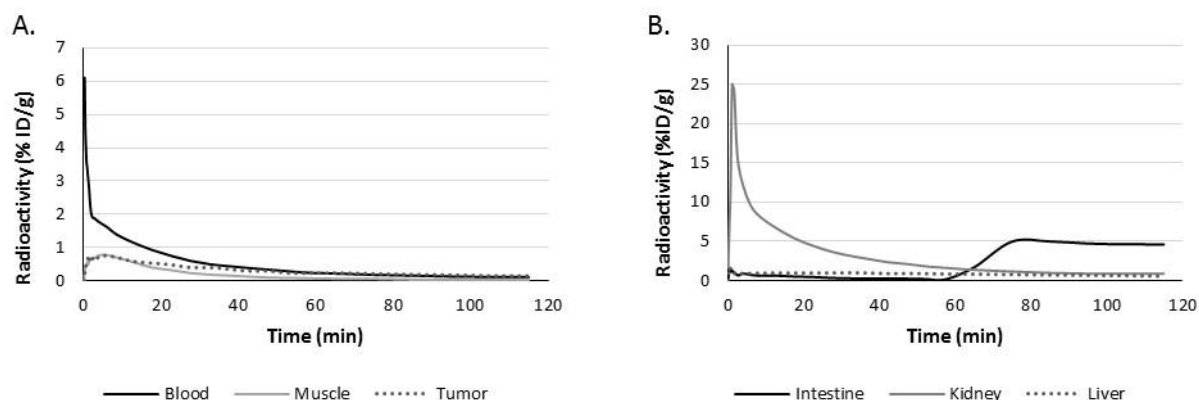 A.
Radioactivity (% ID/g)
7
6
5
4
3
2
1
0
0 20 40 60 80 100 120
Time (min)
Blood Muscle Tumor
B.
Radioactivity (%ID/g)
30
25
20
15
10
5
0
0 20 40 60 80 100 120
Time (min)
Intestine Kidney Liver